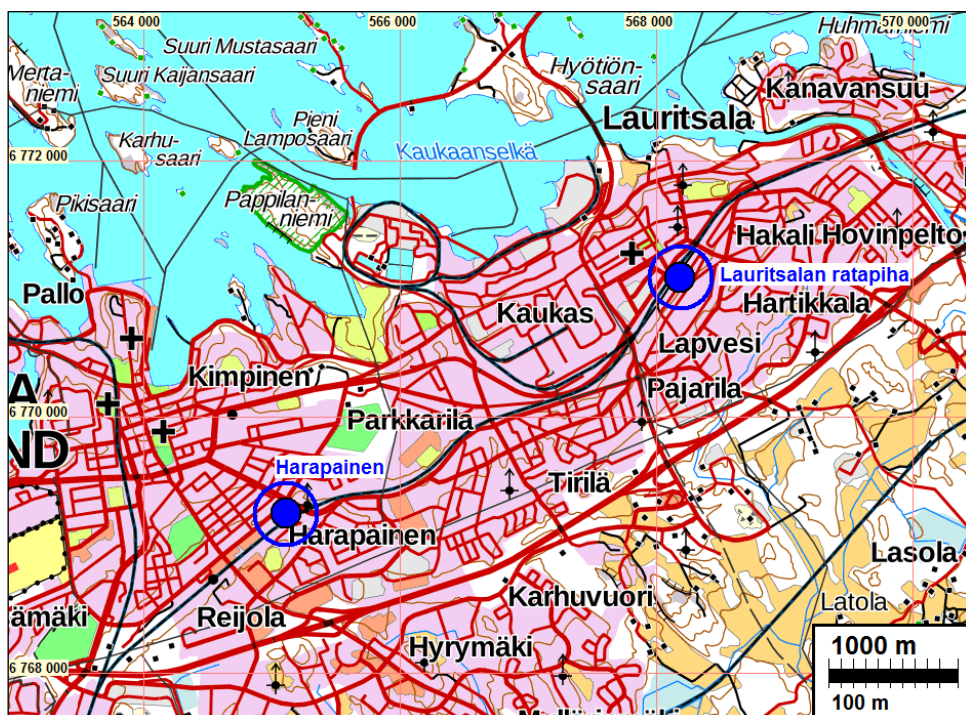 564 000
566 000
568 000
570 000
Suuri Mustasaari
Huhmarniemi
Merta-
niemi
Suuri Kaijansaari
Hyötiön-
saari
Kanavansuu
Pieni
Lamposaari
Lauritsala
Karhu-
saari
Kaukaanselkä
6 772 000
Pikisaari
Pappilan-
niemi
Hakali
Hovinpelto
Lauritsalan ratapiha
Pallo
Kaukas
Hartikkala
Lapvesi
Kimpinen
Pajarila
A
6 770 000
Parkkarila
ND
Harapainen
Tirilä
Harapainen
Lasola
Karhuvuori
Latola
ämäki
Reijola
Hyrymäki
1000 m
6 768 000
100 m